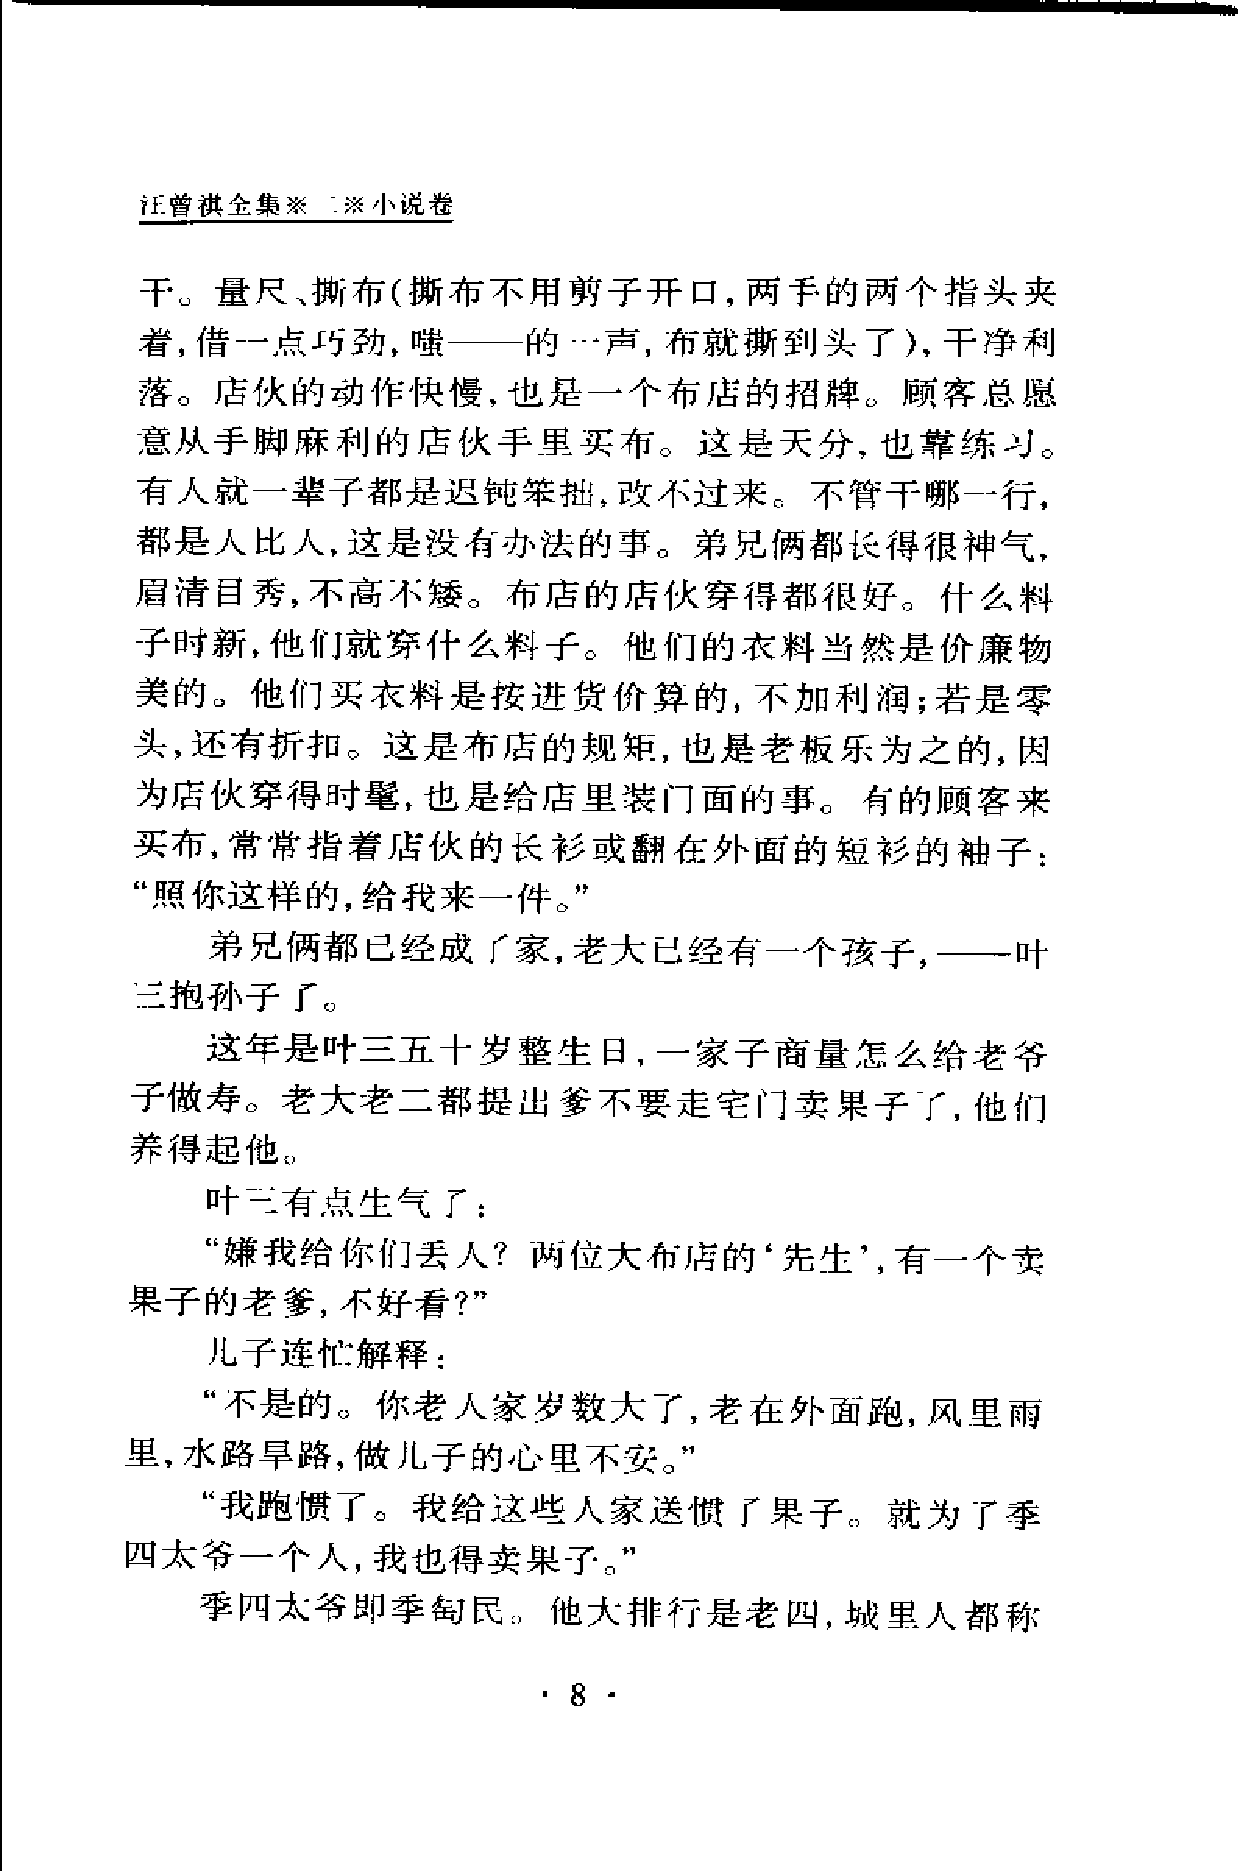 汪曾祺全集※二※小说卷
干。量尺、撕布(撕布不用剪子开口,两手的两个指头夹
着,借一点巧劲,嗤——的一声,布就撕到头了),干净利
落。店伙的动作快慢,也是一个布店的招牌。顾客总愿
意从手脚麻利的店伙手里买布。这是天分,也靠练习。
有人就一辈子都是迟钝笨拙,改不过来。不管干哪一行,
都是人比人,这是没有办法的事。弟兄俩都长得很神气,
眉清目秀,不高不矮。布店的店伙穿得都很好。什么料
子时新,他们就穿什么料子。他们的衣料当然是价廉物
美的。他们买衣料是按进货价算的,不加利润;若是零
头,还有折扣。这是布店的规矩,也是老板乐为之的,因
为店伙穿得时髦,也是给店里装门面的事。有的顾客来
买布,常常指着店伙的长衫或翻在外面的短衫的袖子:
“照你这样的,给我来一件。”
弟兄俩都已经成了家,老大已经有一个孩子,——叶
三抱孙子了。
这年是叶三五十岁整生日,一家子商量怎么给老爷
子做寿。老大老二都提出爹不要走宅门卖果子了,他们
养得起他。
叶三有点生气了:
“嫌我给你们丢人?两位大布店的‘先生’,有一个卖
果子的老爹,不好看?”
儿子连忙解释:
“不是的。你老人家岁数大了,老在外面跑,风里雨
里,水路旱路,做儿子的心里不安。”
“我跑惯了。我给这些人家送惯了果子。就为了季
四太爷一个人,我也得卖果子。”
季四太爷即季匋民。他大排行是老四,城里人都称
· 8 ·